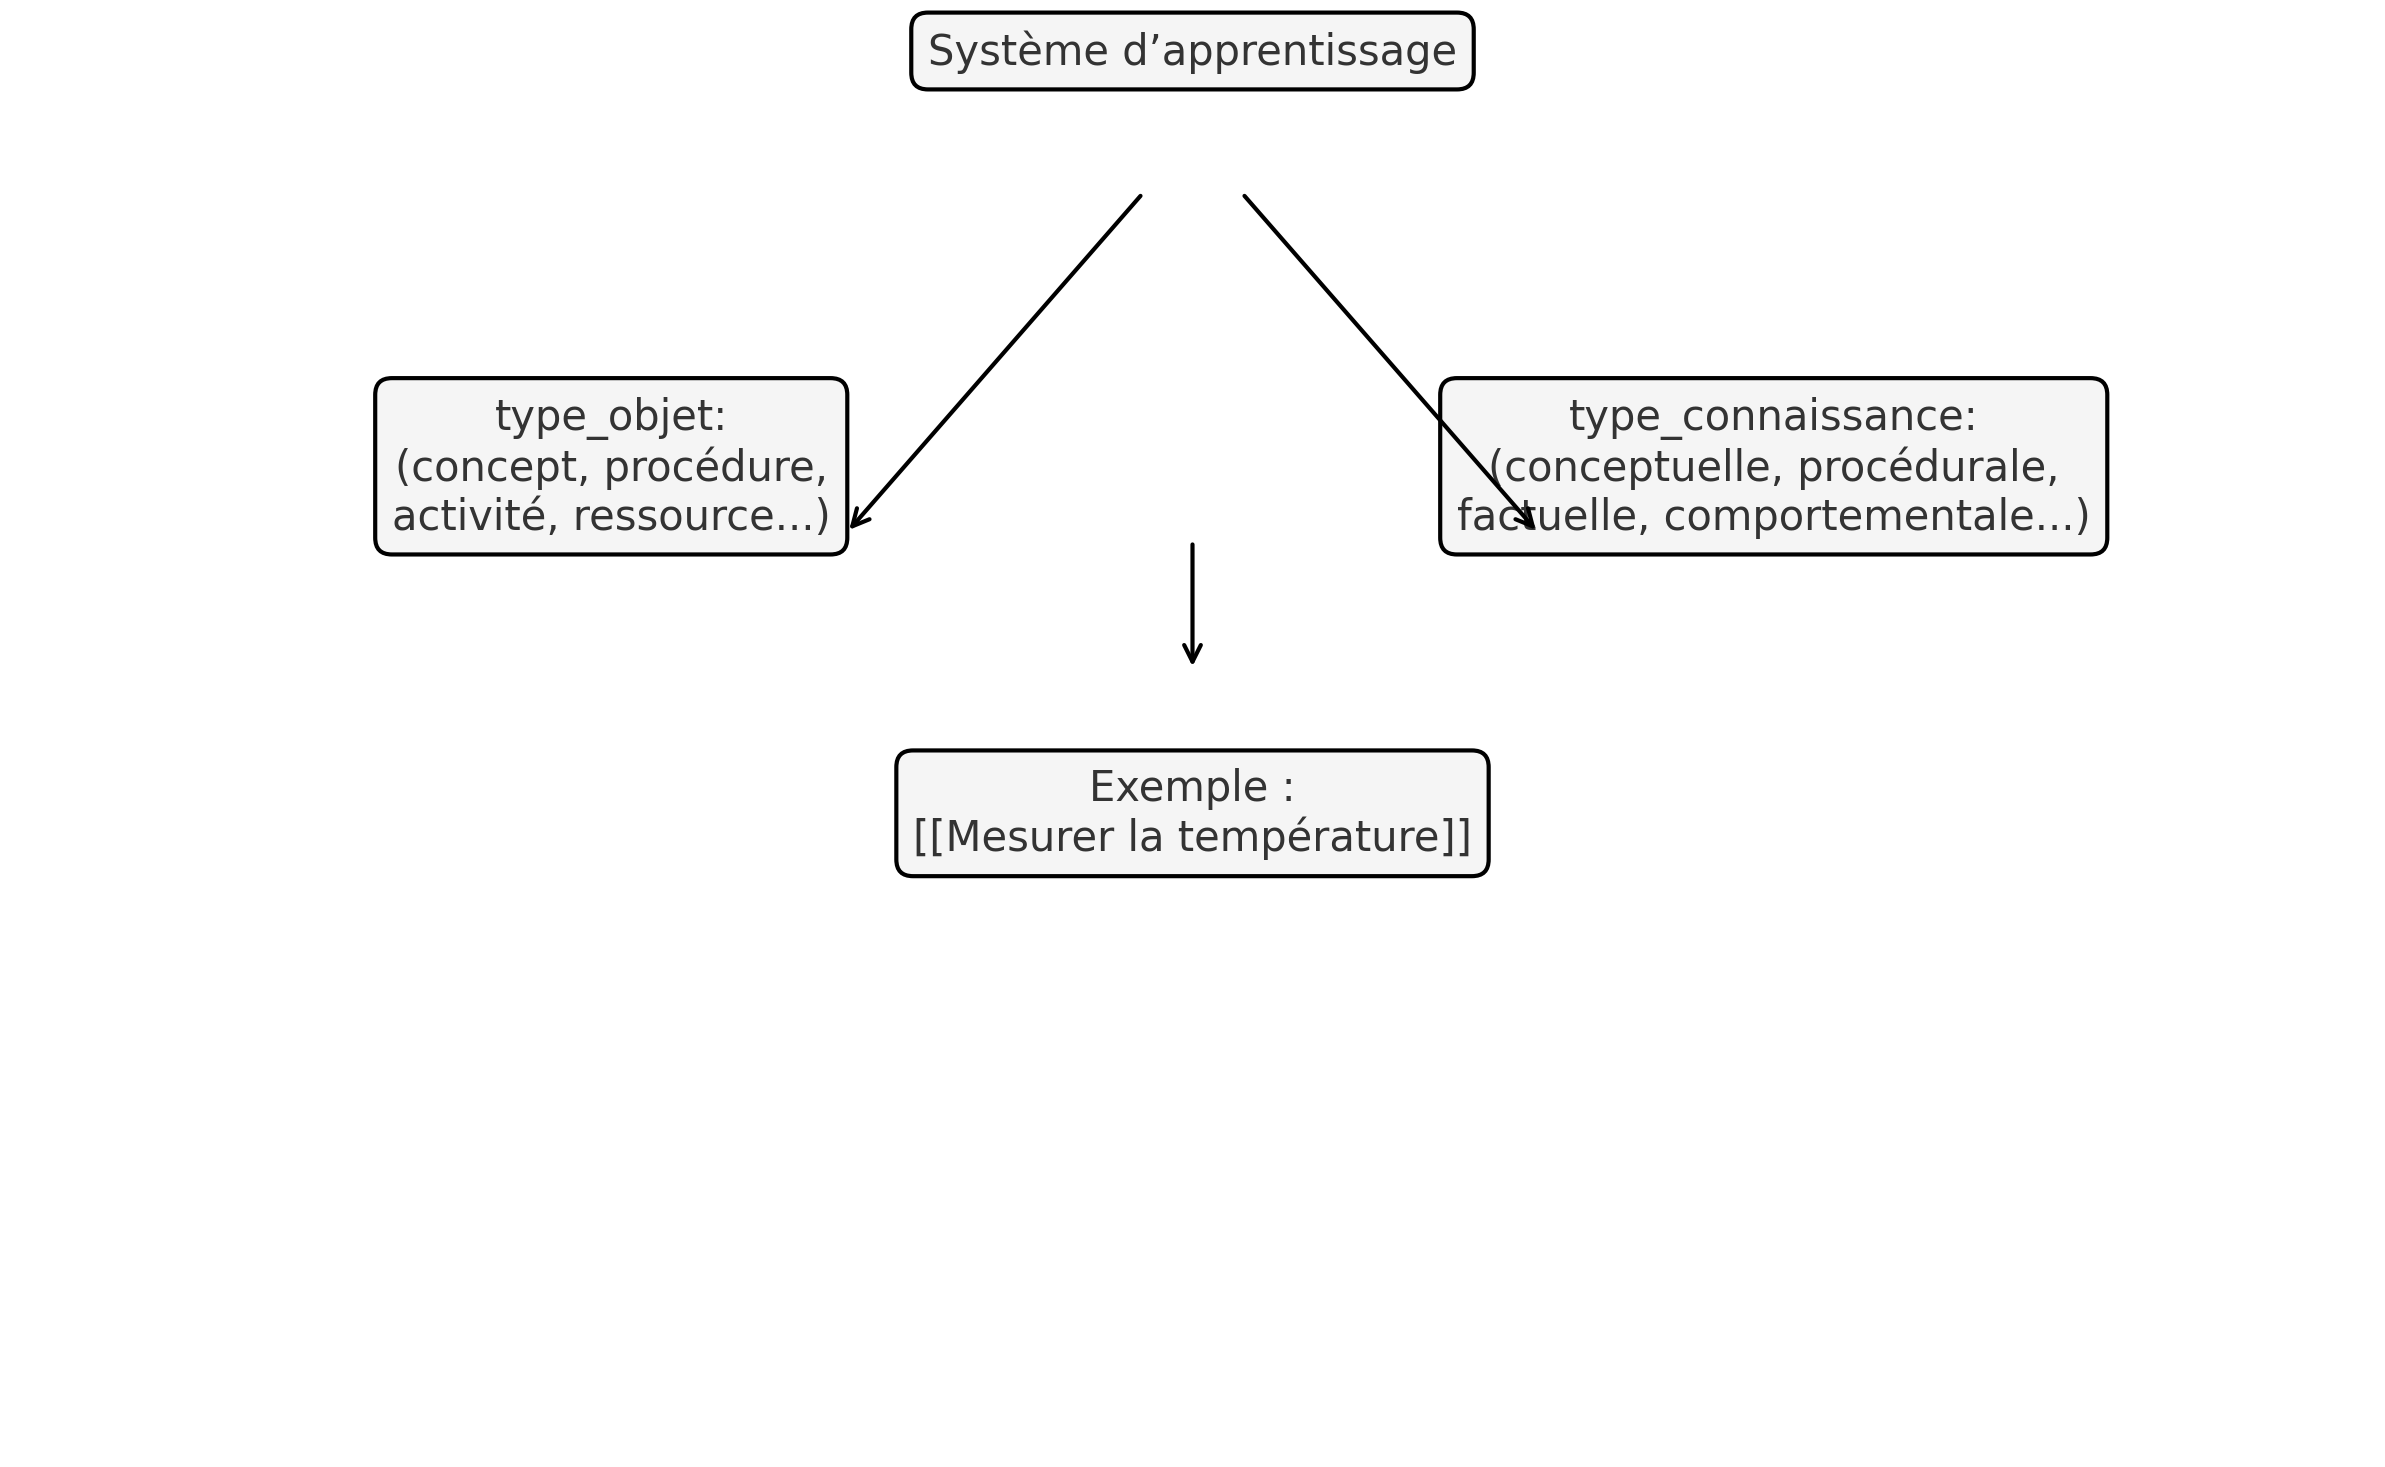 Système d’apprentissage
type_objet:
(concept, procédure,
activité, ressource...)
type_connaissance:
(conceptuelle, procédurale,
factuelle, comportementale...)
Exemple :
[[Mesurer la température]]